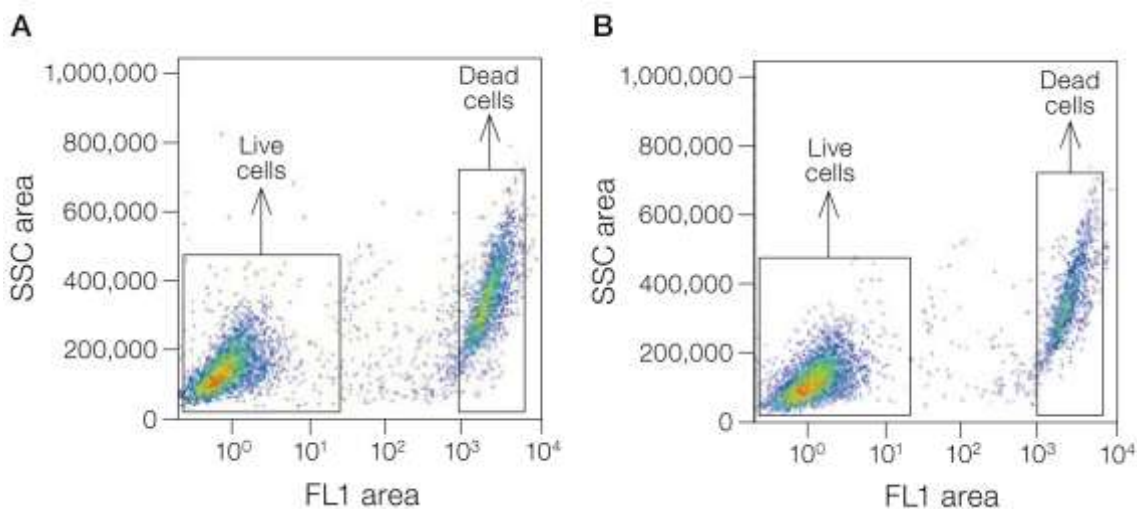 A
SSC area
1,000,000
800,000
600,000
400,000
200,000
0
Live
cells
Dead
cells
10⁰ 10¹ 10² 10³ 10⁴
FL1 area
B
SSC area
1,000,000
800,000
600,000
400,000
200,000
0
Live
cells
Dead
cells
10⁰ 10¹ 10² 10³ 10⁴
FL1 area